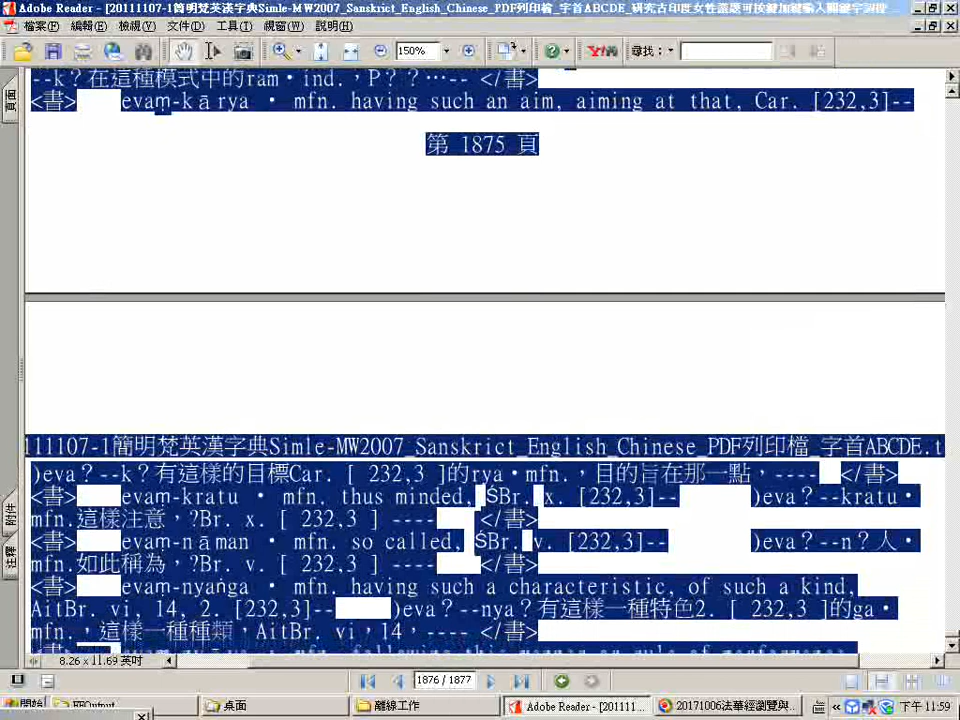 Adobe Reader - [20111107-1簡明梵英漢字典Simle-MW2007_Sanskrict_English_Chinese_PDF列印檔_字首ABCDE_研究古印度女性議題可按
檔案(F) 編輯(E) 檢視(V) 文件(D) 工具(T) 視窗(W) 說明(H)
150% Y! 尋找：
頁面
--k？在這種模式中的ram‧ind.，P？？…-- </書>
<書> evaṃ-kārya ‧ mfn. having such an aim, aiming at that, Car. [232,3]--
第 1875 頁
111107-1簡明梵英漢字典Simle-MW2007_Sanskrict_English_Chinese_PDF列印檔_字首ABCDE.t
)eva？--k？有這樣的目標Car. [ 232,3 ]的rya‧mfn.，目的旨在那一點，---- </書>
<書> evaṃ-kratu ‧ mfn. thus minded, ŚBr. x. [232,3]-- )eva？--kratu‧
mfn.這樣注意，?Br. x. [ 232,3 ] ---- </書>
<書> evaṃ-nāman ‧ mfn. so called, ŚBr. v. [232,3]-- )eva？--n？人‧
mfn.如此稱為，?Br. v. [ 232,3 ] ---- </書>
<書> evaṃ-nyaṅga ‧ mfn. having such a characteristic, of such a kind,
AitBr. vi, 14, 2. [232,3]-- )eva？--nya？有這樣一種特色2. [ 232,3 ]的ga‧
mfn.，這樣一種種類，AitBr. vi，14，---- </書>
附件
註釋
8.26 x 11.69 英吋
1876 / 1877
開始 FFOutput 桌面 離線工作 Adobe Reader - [201111... 20171006法華經瀏覽與... 下午 11:59